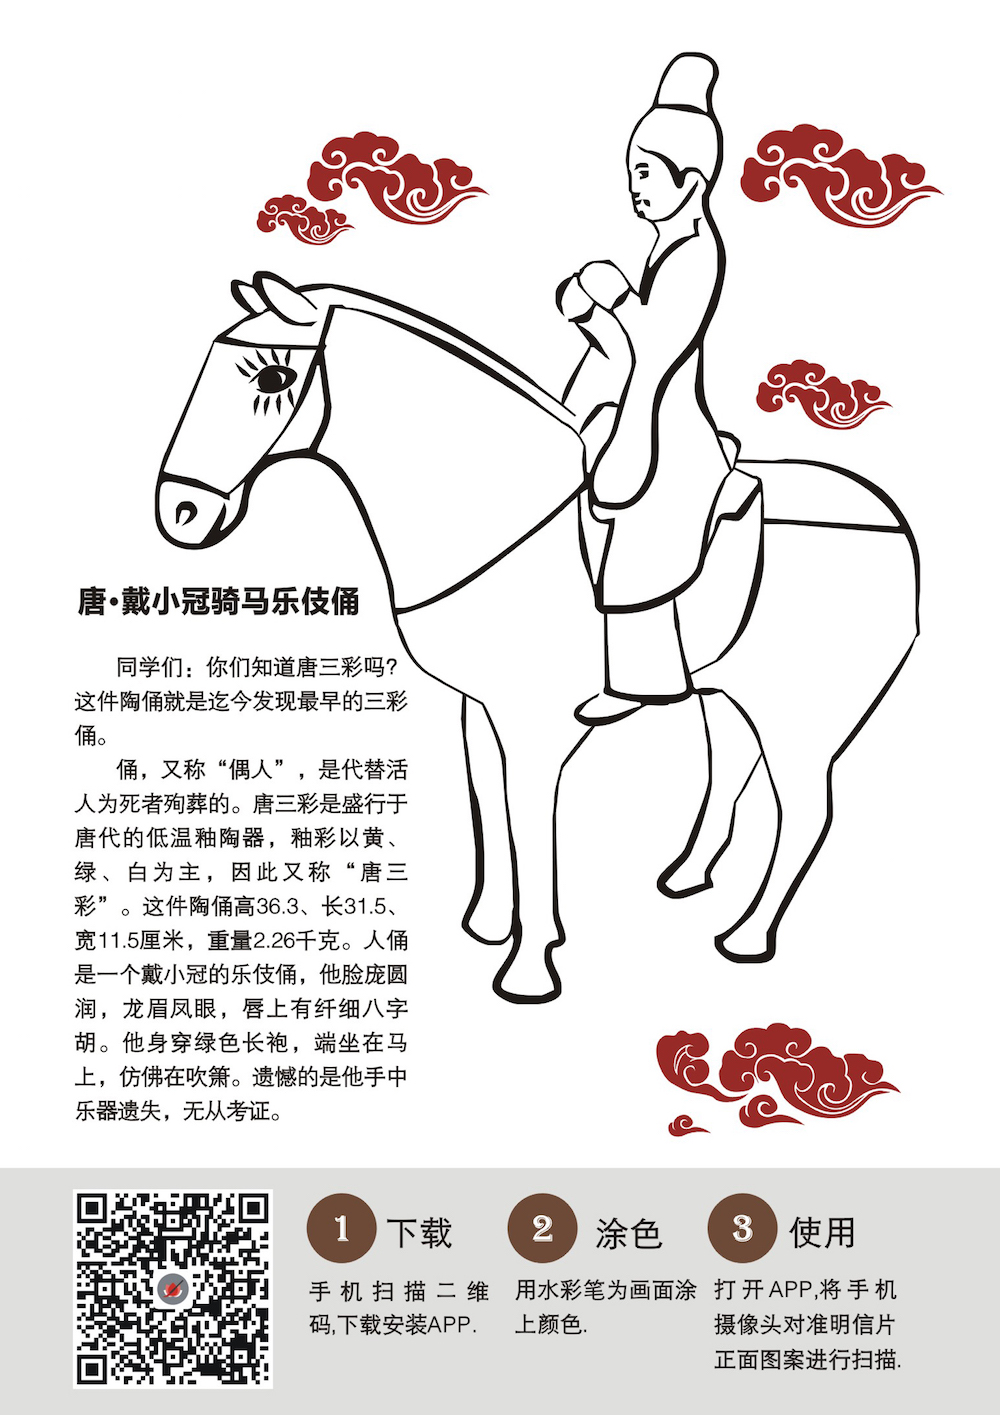 唐·戴小冠骑马乐伎俑
同学们：你们知道唐三彩吗？
这件陶俑就是迄今发现最早的三彩
俑。
俑，又称“偶人”，是代替活
人为死者殉葬的。唐三彩是盛行于
唐代的低温釉陶器，釉彩以黄、
绿、白为主，因此又称“唐三
彩”。这件陶俑高36.3、长31.5、
宽11.5厘米，重量2.26千克。人俑
是一个戴小冠的乐伎俑，他脸庞圆
润，龙眉凤眼，唇上有纤细八字
胡。他身穿绿色长袍，端坐在马
上，仿佛在吹箫。遗憾的是他手中
乐器遗失，无从考证。
1 下载
手机扫描二维
码,下载安装APP.
2 涂色
用水彩笔为画面涂
上颜色.
3 使用
打开APP,将手机
摄像头对准明信片
正面图案进行扫描.